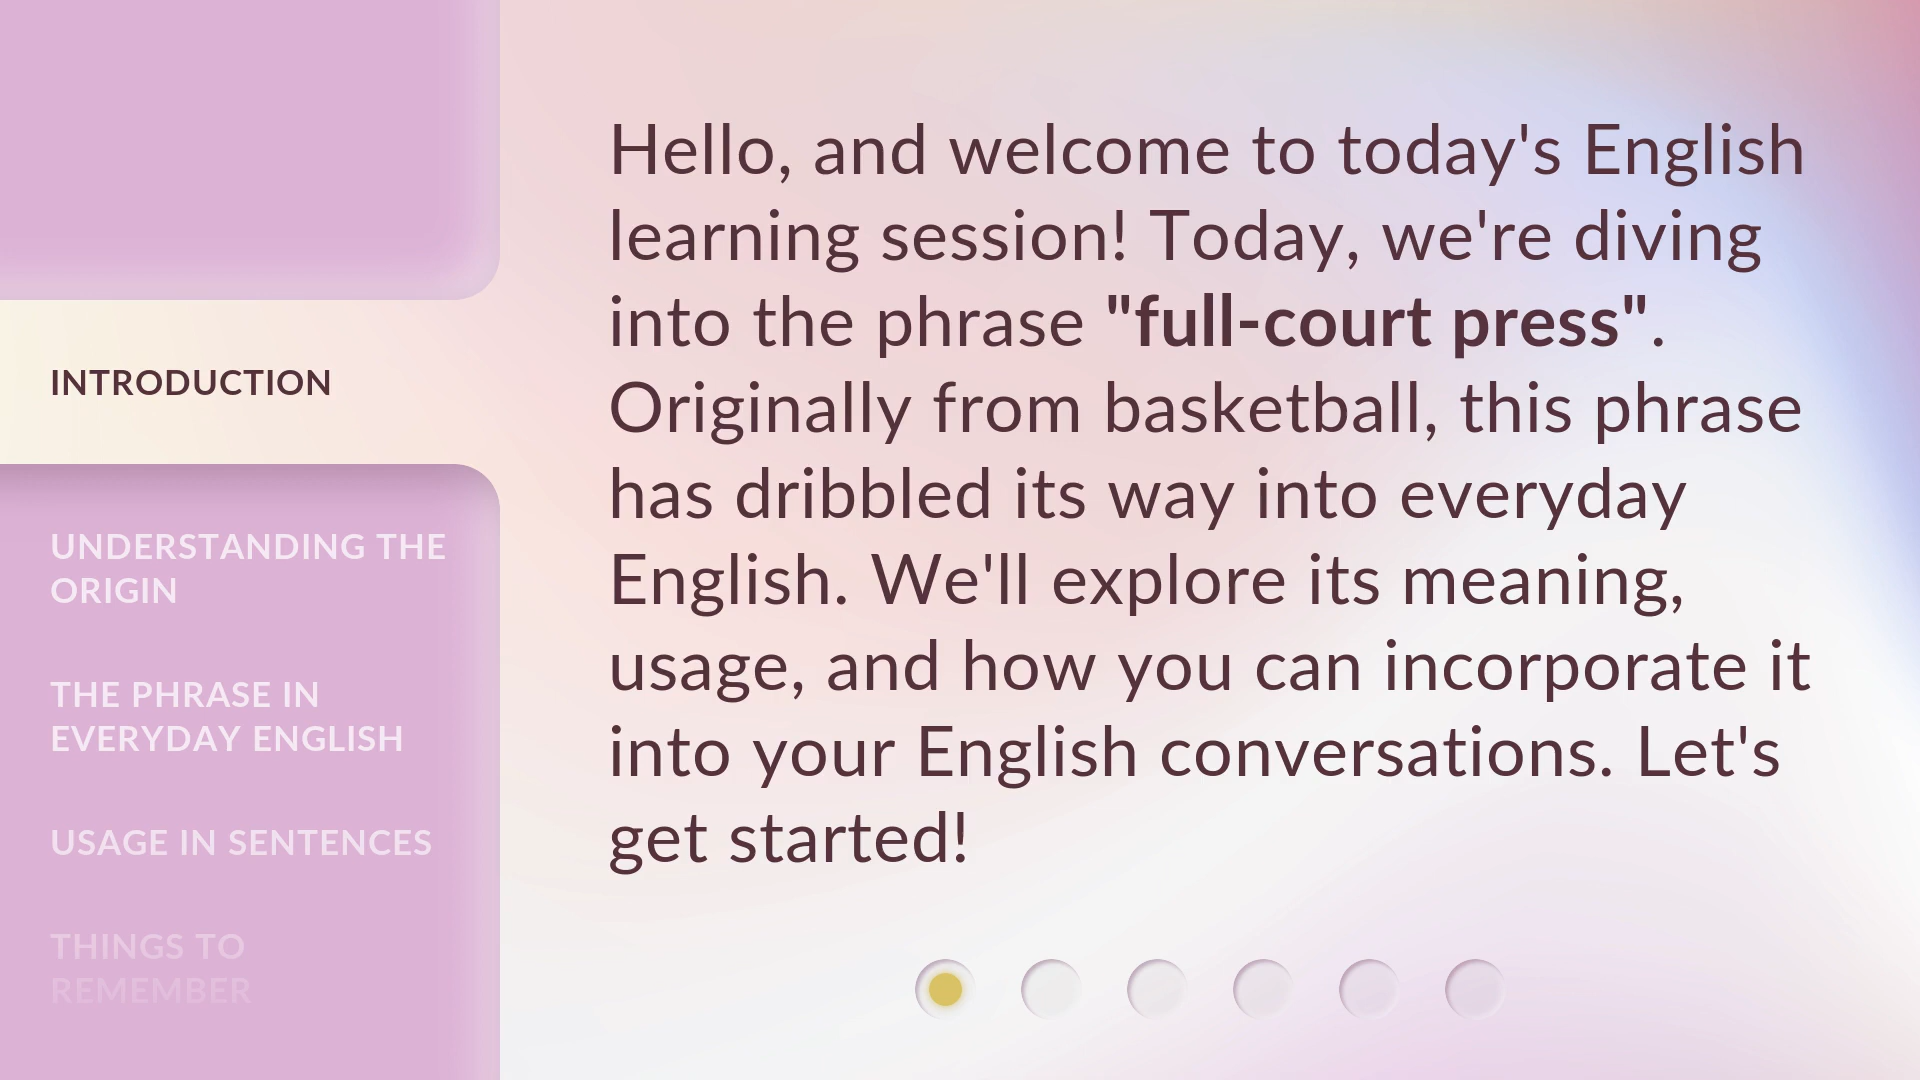 INTRODUCTION
UNDERSTANDING THE
ORIGIN
THE PHRASE IN
EVERYDAY ENGLISH
USAGE IN SENTENCES
THINGS TO
REMEMBER
Hello, and welcome to today's English
learning session! Today, we're diving
into the phrase "full-court press".
Originally from basketball, this phrase
has dribbled its way into everyday
English. We'll explore its meaning,
usage, and how you can incorporate it
into your English conversations. Let's
get started!